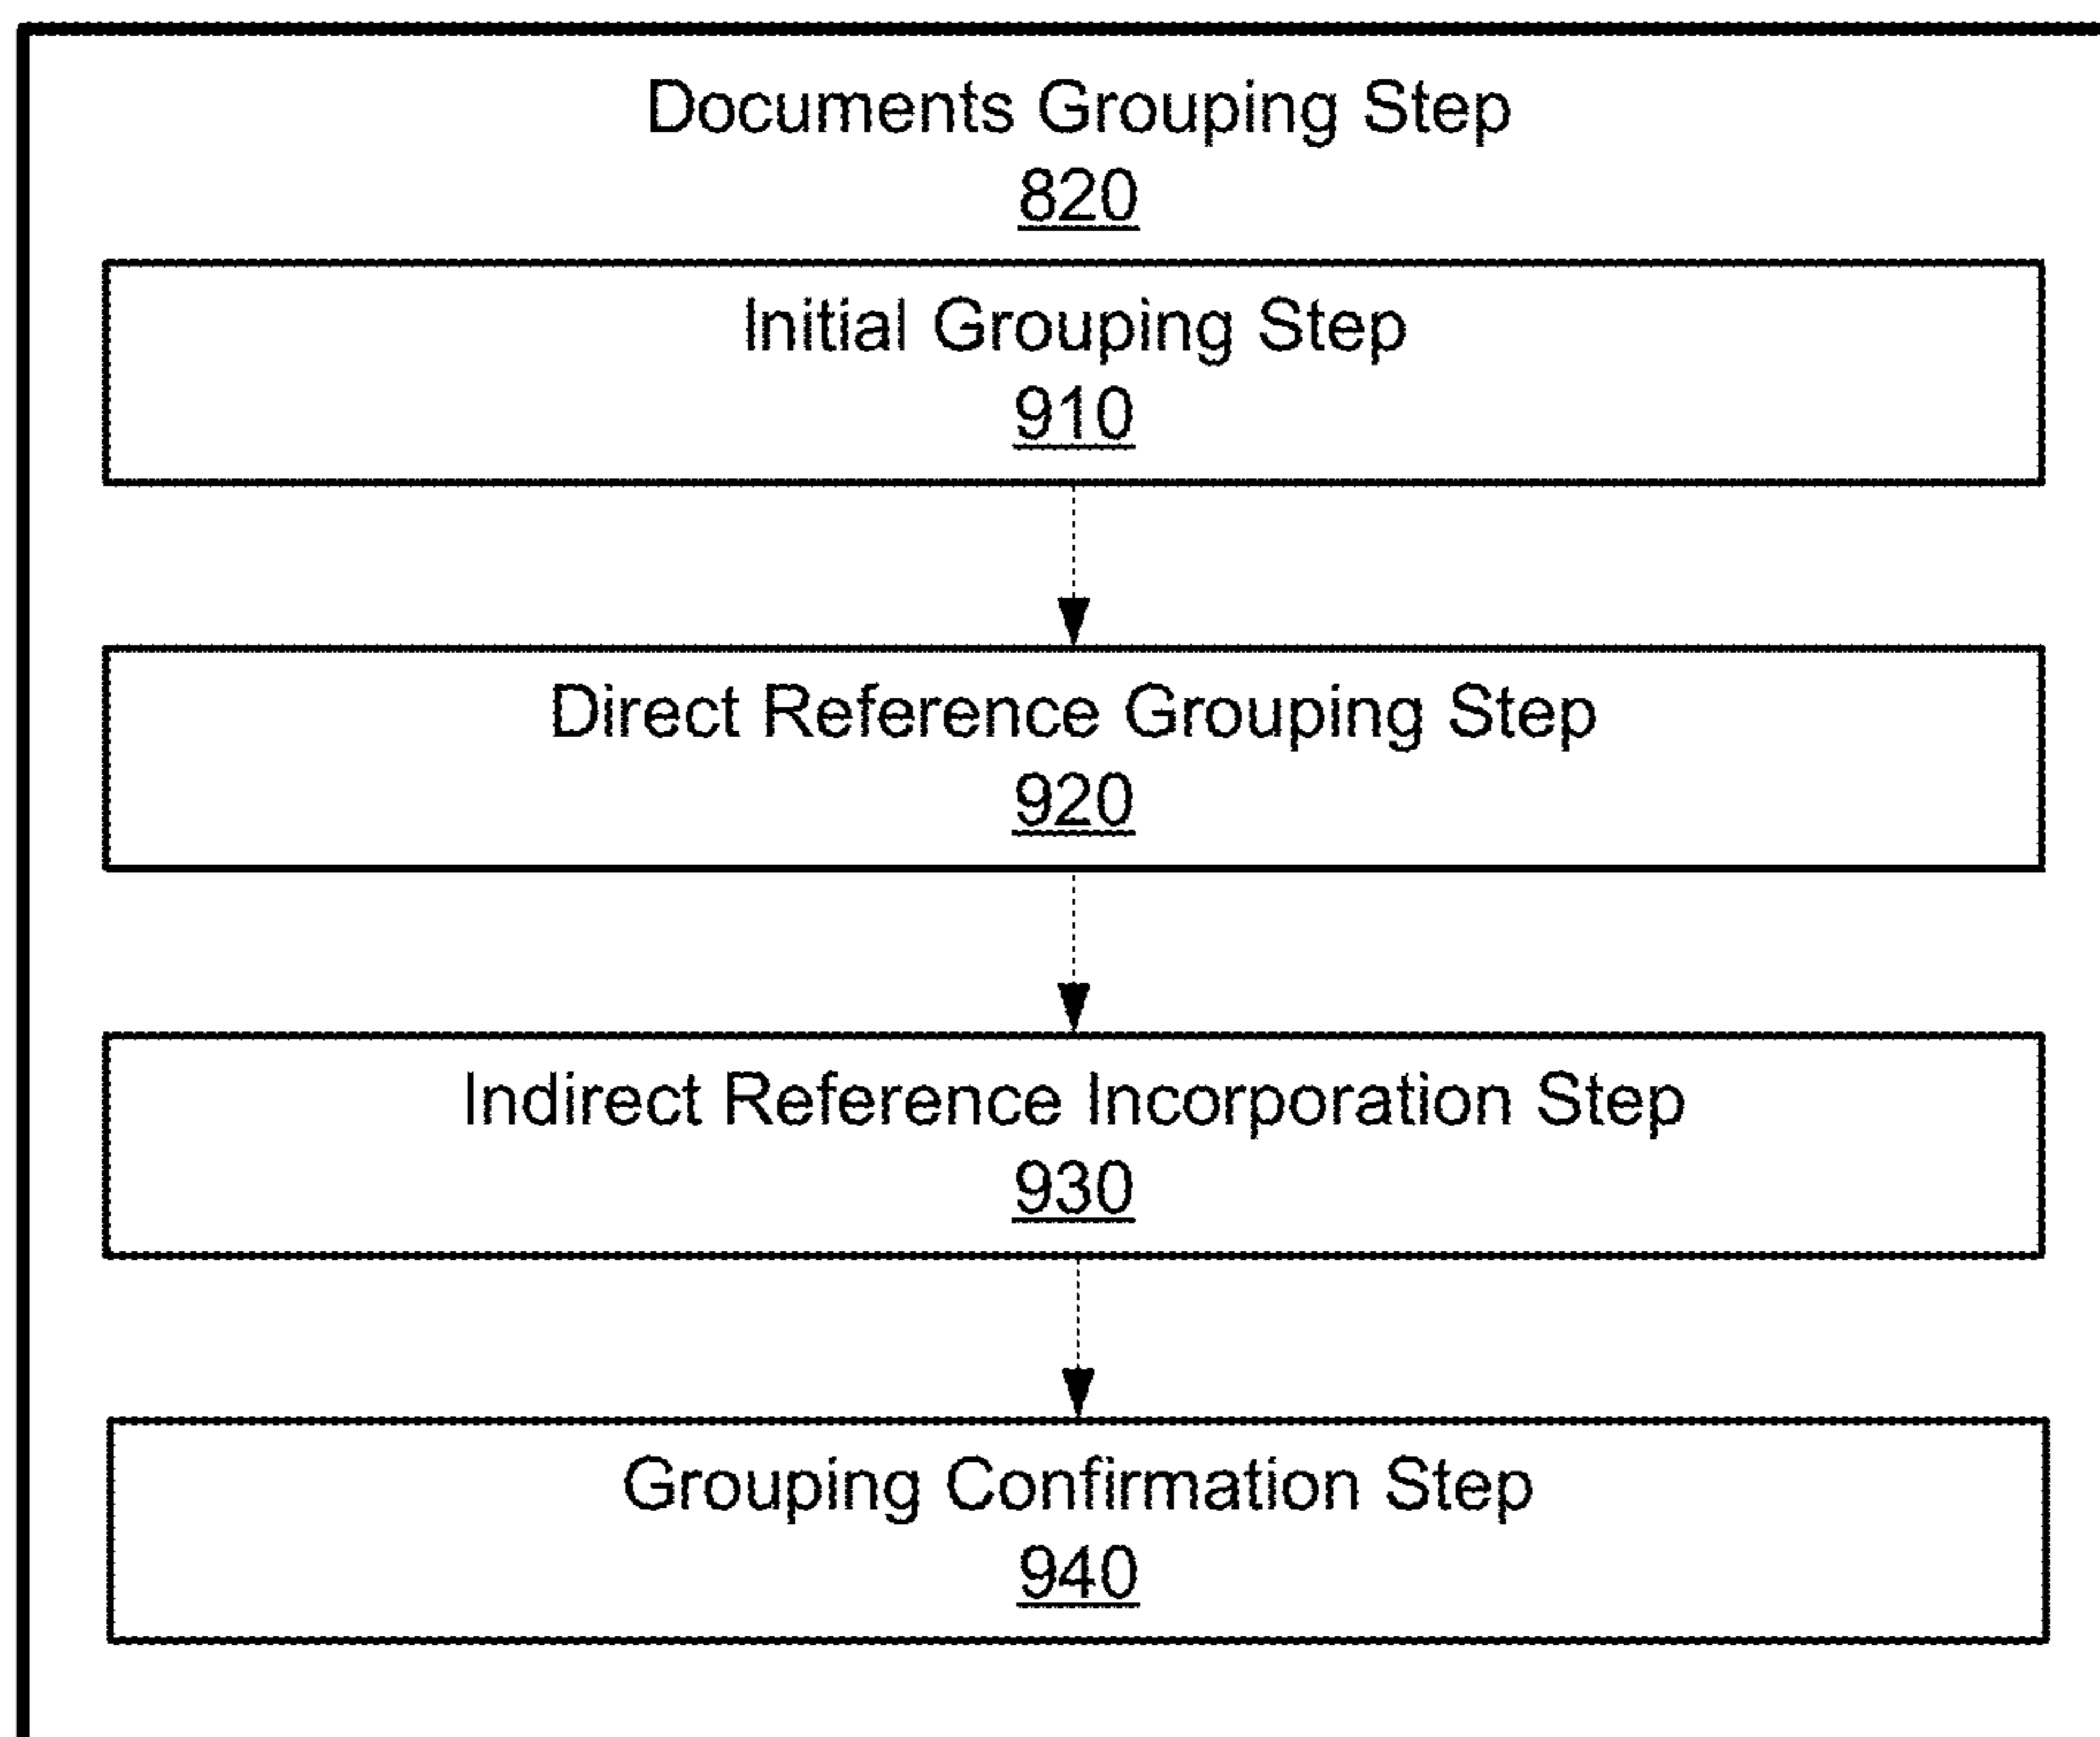 Documents Grouping Step
820
Initial Grouping Step
910
Direct Reference Grouping Step
920
Indirect Reference Incorporation Step
930
Grouping Confirmation Step
940